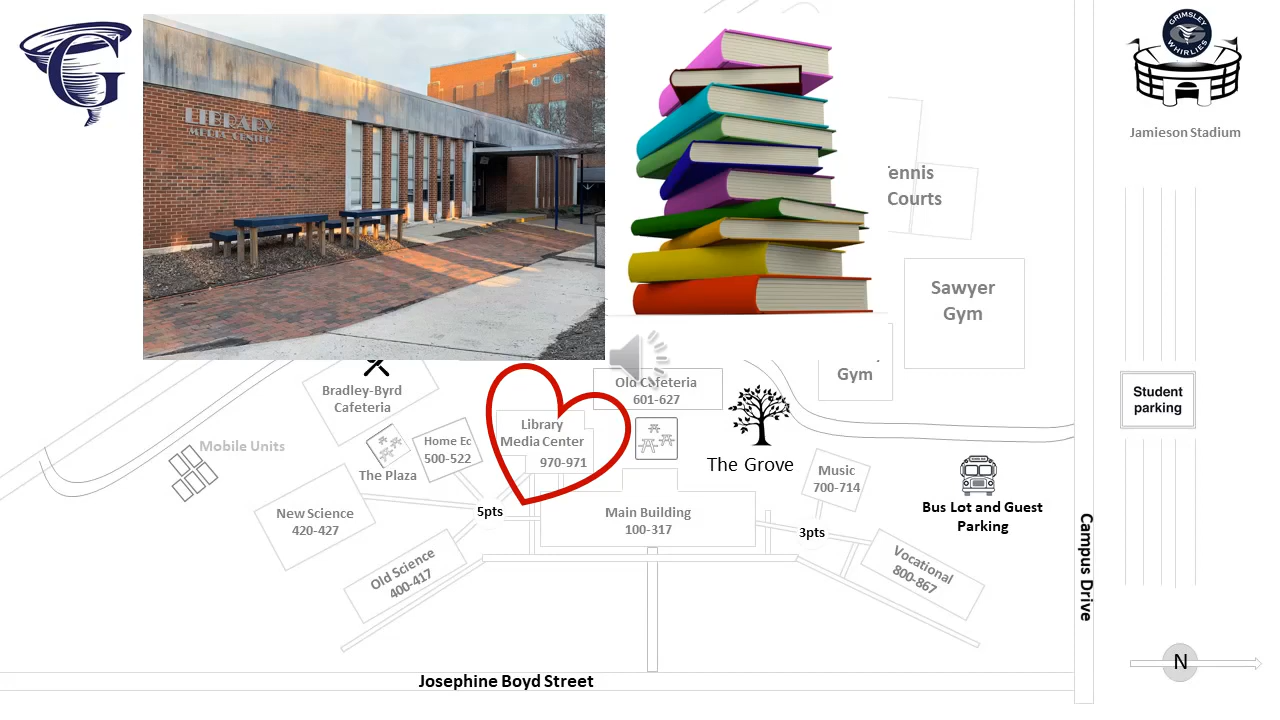 G
LIBRARY
MEDIA CENTER
GRIMSLEY
WHIRLIES
Jamieson Stadium
Tennis
Courts
Sawyer
Gym
Gym
Student
parking
Bradley-Byrd
Cafeteria
Old Cafeteria
601-627
Library
Media Center
970-971
Home Ec
500-522
Mobile Units
The Plaza
The Grove
Music
700-714
Bus Lot and Guest
Parking
New Science
420-427
5pts
Main Building
100-317
3pts
Old Science
400-417
Vocational
800-867
Campus Drive
N
Josephine Boyd Street